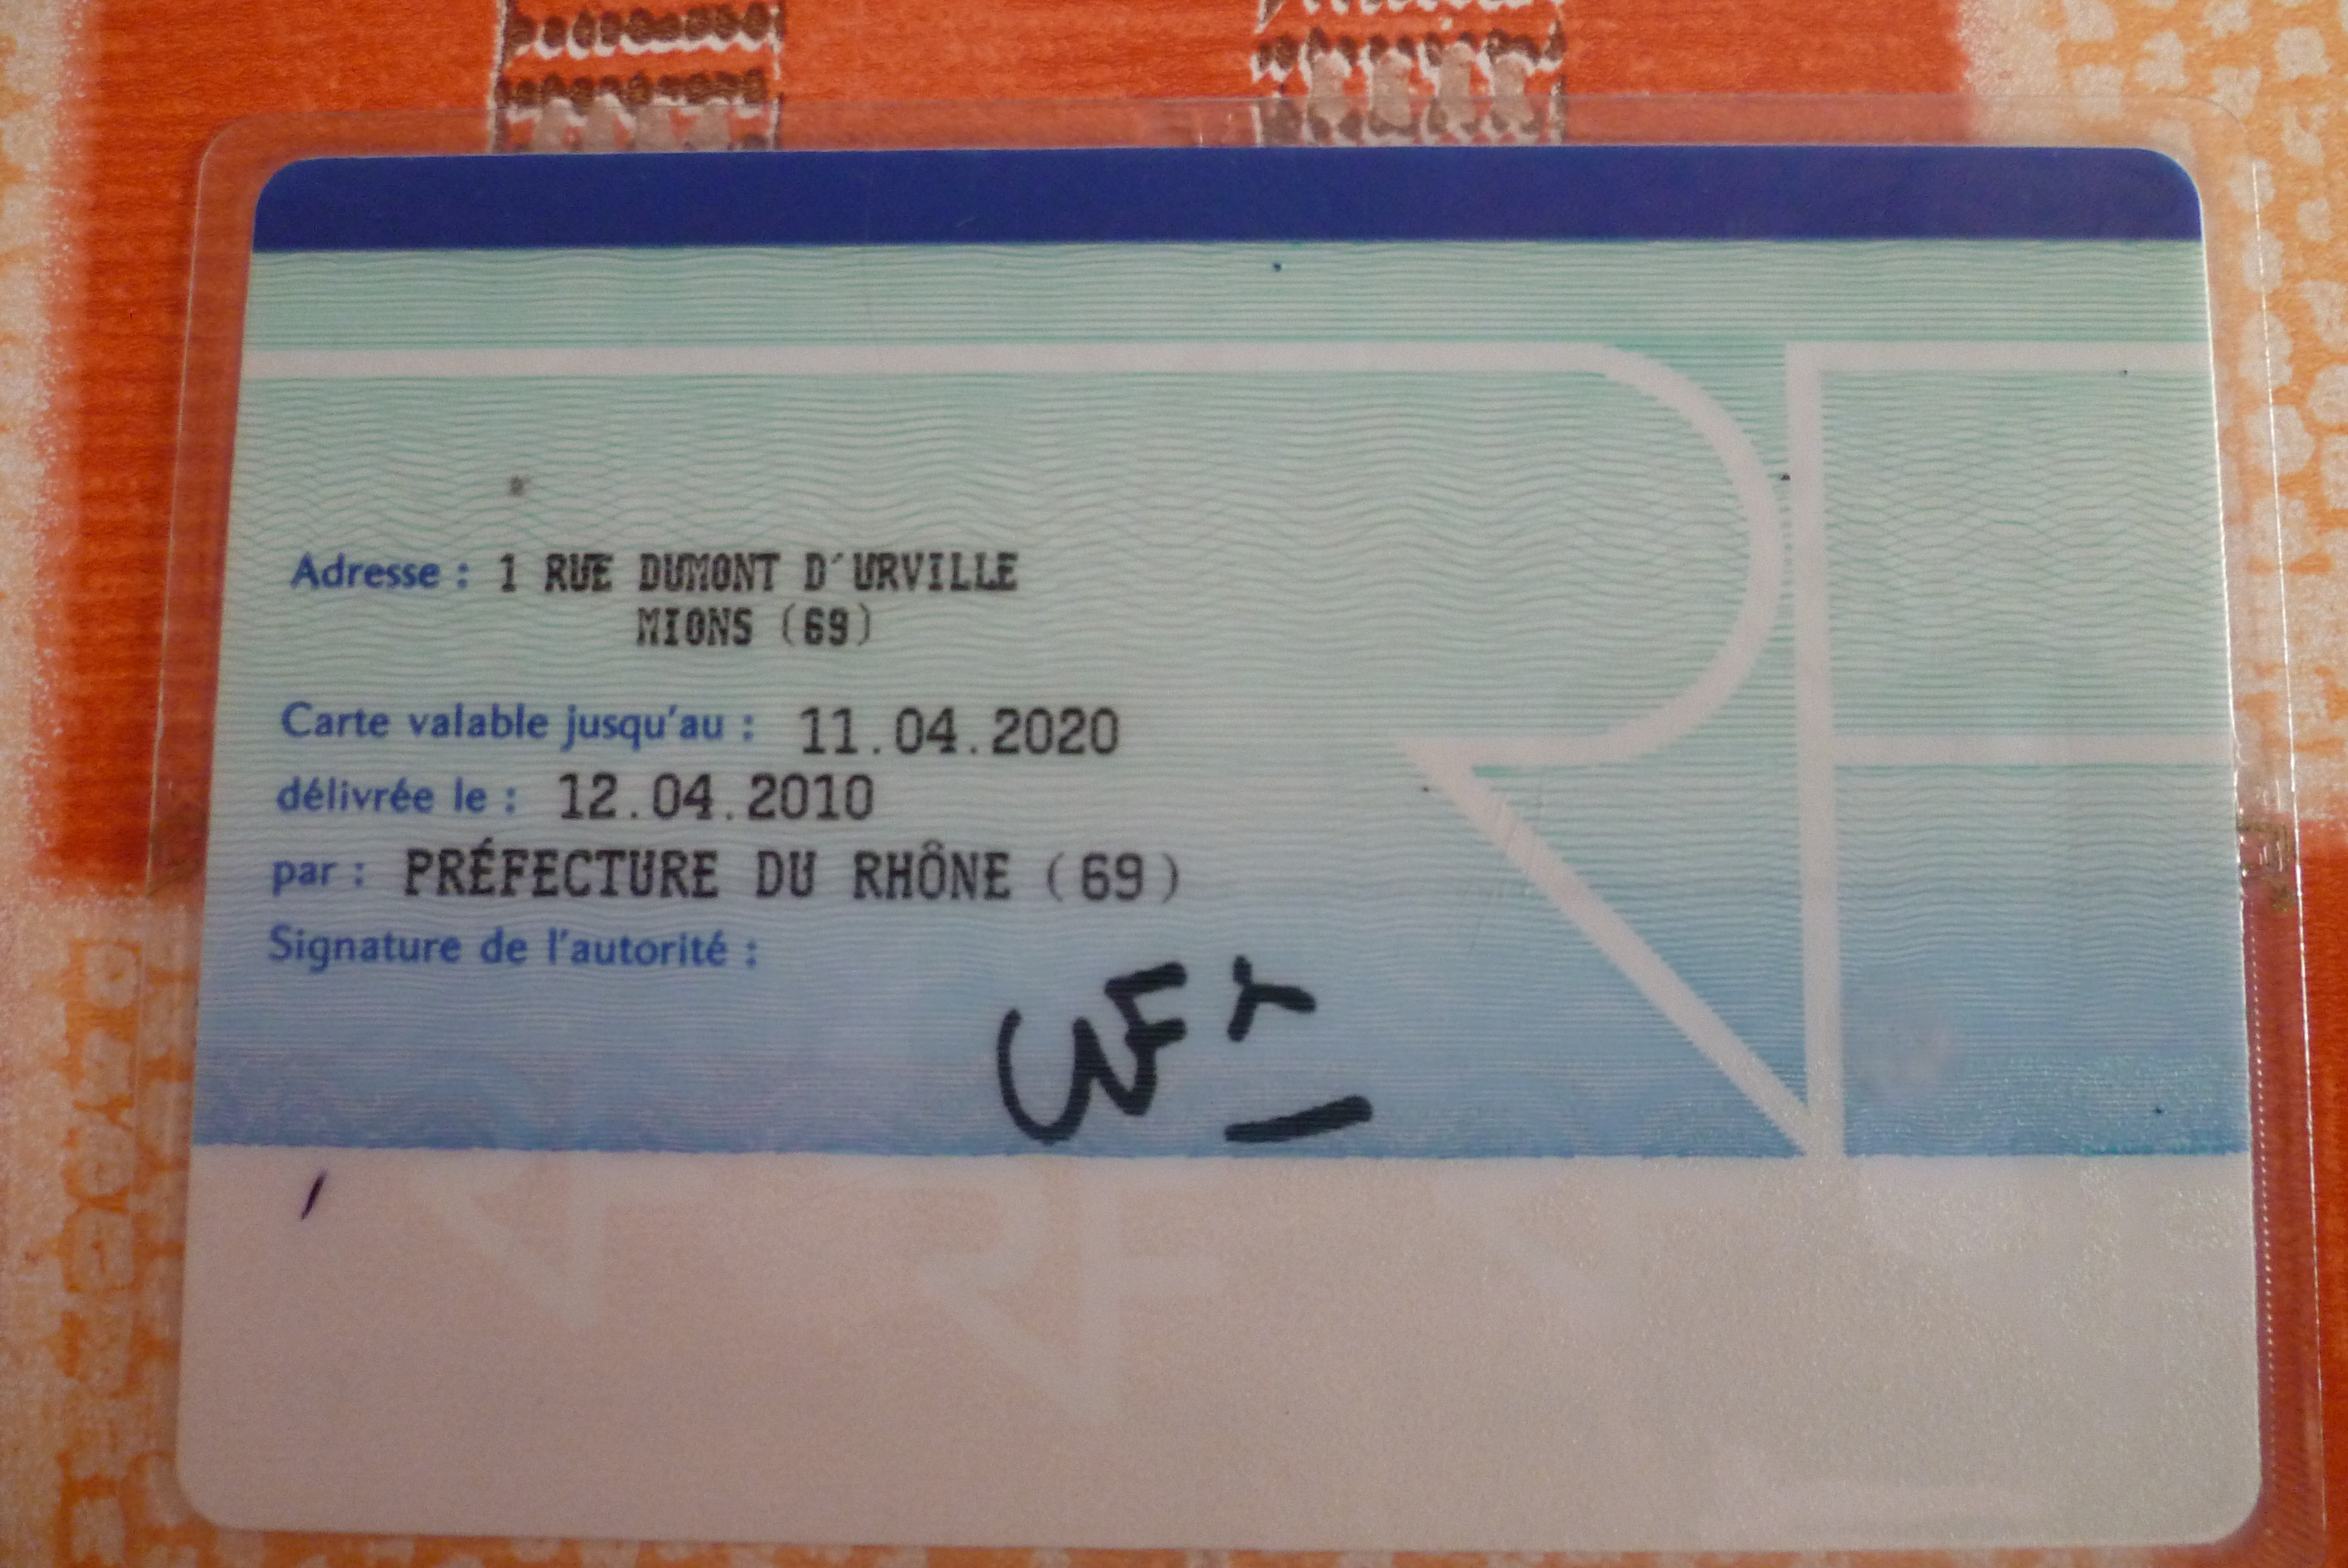 Adresse : 1 RUE DUMONT D'URVILLE
MIONS (69)
Carte valable jusqu'au : 11.04.2020
délivrée le : 12.04.2010
par : PRÉFECTURE DU RHÔNE (69)
Signature de l'autorité :
RF